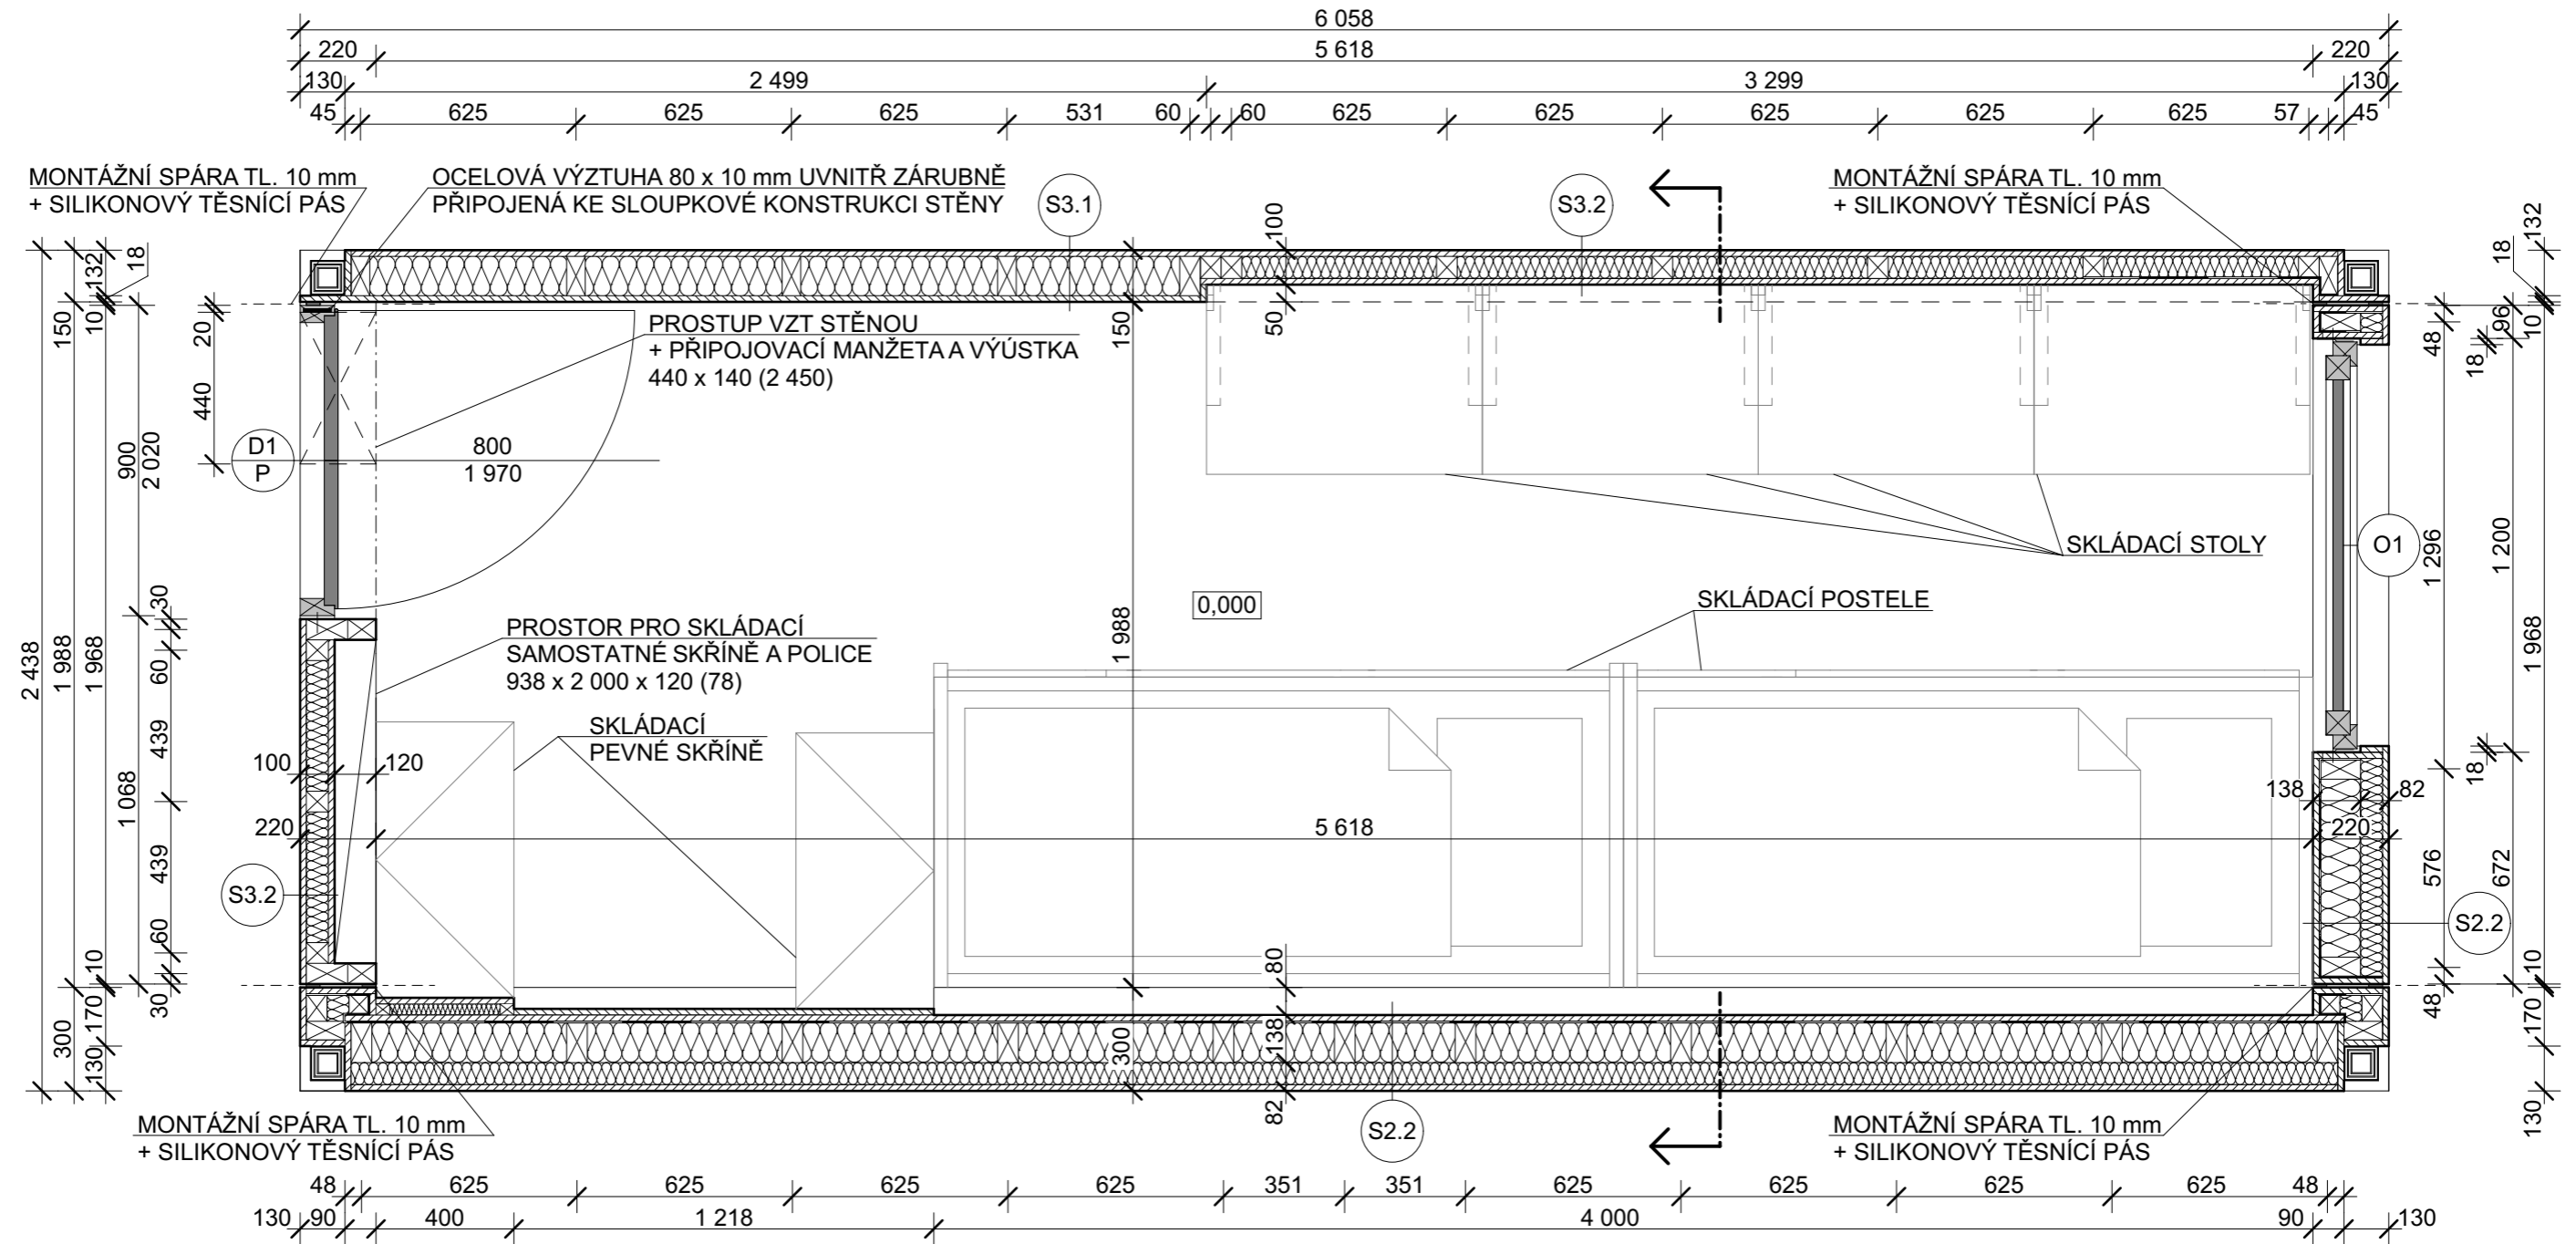 6 058
220 5 618 220
130 2 499 3 299 130
45 625 625 625 531 60 60 625 625 625 625 57 45
MONTÁŽNÍ SPÁRA TL. 10 mm
+ SILIKONOVÝ TĚSNÍCÍ PÁS
OCELOVÁ VÝZTUHA 80 x 10 mm UVNITŘ ZÁRUBNĚ
PŘIPOJENÁ KE SLOUPKOVÉ KONSTRUKCI STĚNY
S3.1
S3.2
MONTÁŽNÍ SPÁRA TL. 10 mm
+ SILIKONOVÝ TĚSNÍCÍ PÁS
100
50
150
132
18
10
150
20
440
900
2 020
2 438
1 988
1 968
1 068
30
60
439
439
60
30
10
170
130
300
132
18
96
10
48
18
1 296
1 200
1 968
18
576
672
10
48
170
130
PROSTUP VZT STĚNOU
+ PŘIPOJOVACÍ MANŽETA A VÝÚSTKA
440 x 140 (2 450)
D1
P
800
1 970
SKLÁDACÍ STOLY
O1
0,000
1 988
SKLÁDACÍ POSTELE
PROSTOR PRO SKLÁDACÍ
SAMOSTATNÉ SKŘÍNĚ A POLICE
938 x 2 000 x 120 (78)
SKLÁDACÍ
PEVNÉ SKŘÍNĚ
100 120
138 82
220 5 618 220
S3.2
S2.2
80
300
138
82
S2.2
MONTÁŽNÍ SPÁRA TL. 10 mm
+ SILIKONOVÝ TĚSNÍCÍ PÁS
MONTÁŽNÍ SPÁRA TL. 10 mm
+ SILIKONOVÝ TĚSNÍCÍ PÁS
48 625 625 625 625 351 351 625 625 625 625 48
130 90 400 1 218 4 000 90 130